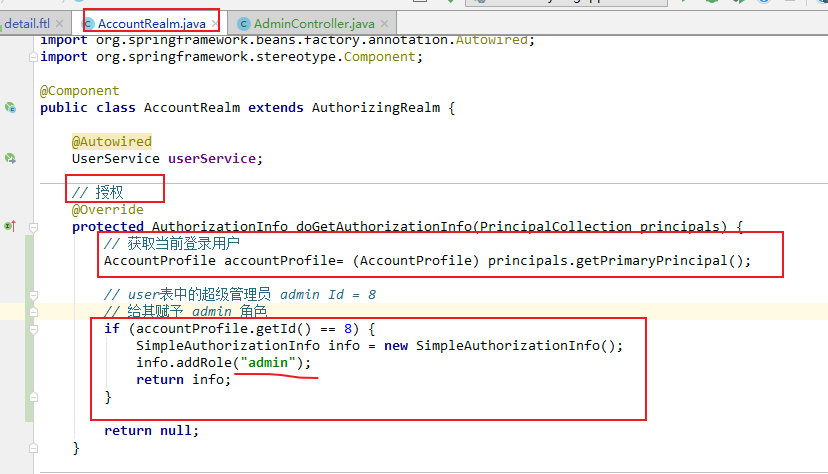 detail.ftl AccountRealm.java AdminController.java
import org.springframework.beans.factory.annotation.Autowired;
import org.springframework.stereotype.Component;
@Component
public class AccountRealm extends AuthorizingRealm {
@Autowired
UserService userService;
// 授权
@Override
protected AuthorizationInfo doGetAuthorizationInfo(PrincipalCollection principals) {
// 获取当前登录用户
AccountProfile accountProfile= (AccountProfile) principals.getPrimaryPrincipal();
// user表中的超级管理员 admin Id = 8
// 给其赋予 admin 角色
if (accountProfile.getId() == 8) {
SimpleAuthorizationInfo info = new SimpleAuthorizationInfo();
info.addRole("admin");
return info;
}
return null;
}